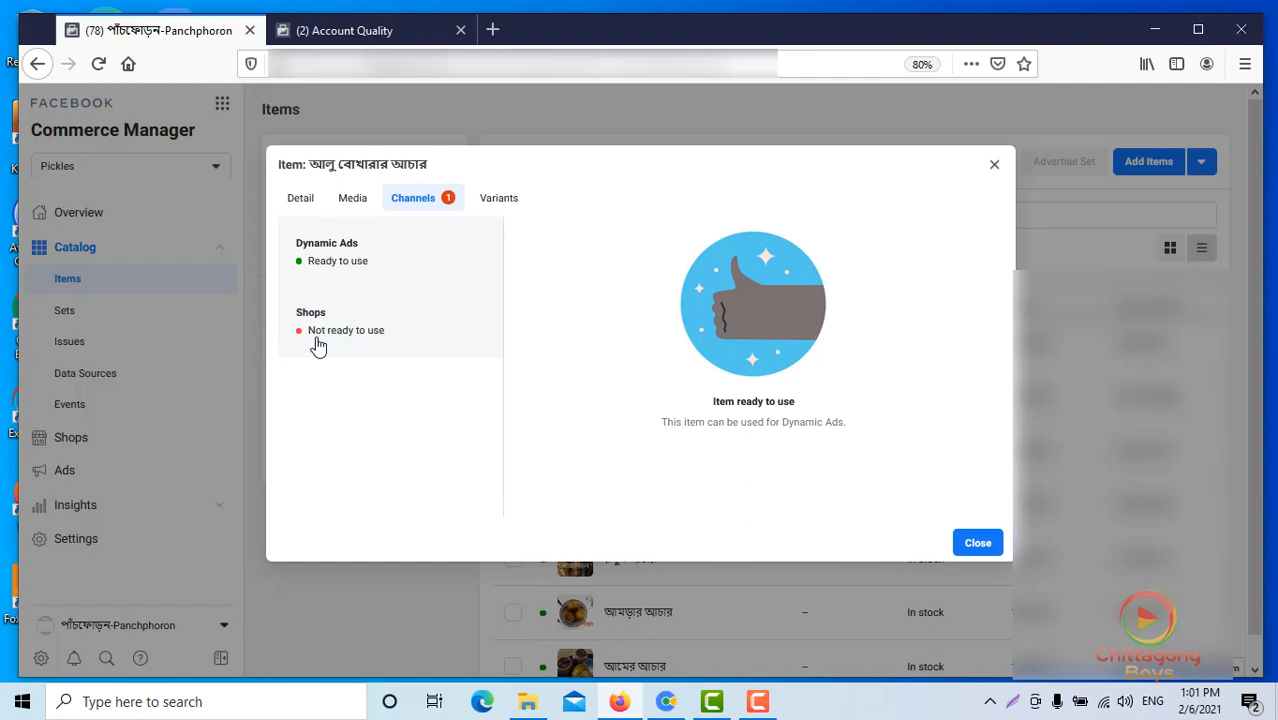 (78) পাঁচফোড়ন-Panchphoron
(2) Account Quality
80%
FACEBOOK
Commerce Manager
Pickles
Overview
Catalog
Items
Sets
Issues
Data Sources
Events
Shops
Ads
Insights
Settings
পাঁচফোড়ন-Panchphoron
Items
Advertise Set
Add Items
Item: আলু বোখারার আচার
Detail
Media
Channels 1
Variants
Dynamic Ads
Ready to use
Shops
Not ready to use
Item ready to use
This item can be used for Dynamic Ads.
Close
আমড়ার আচার
--
In stock
আমের আচার
--
In stock
Chittagong
Boys
Type here to search
ENG
1:01 PM
2/6/2021
2